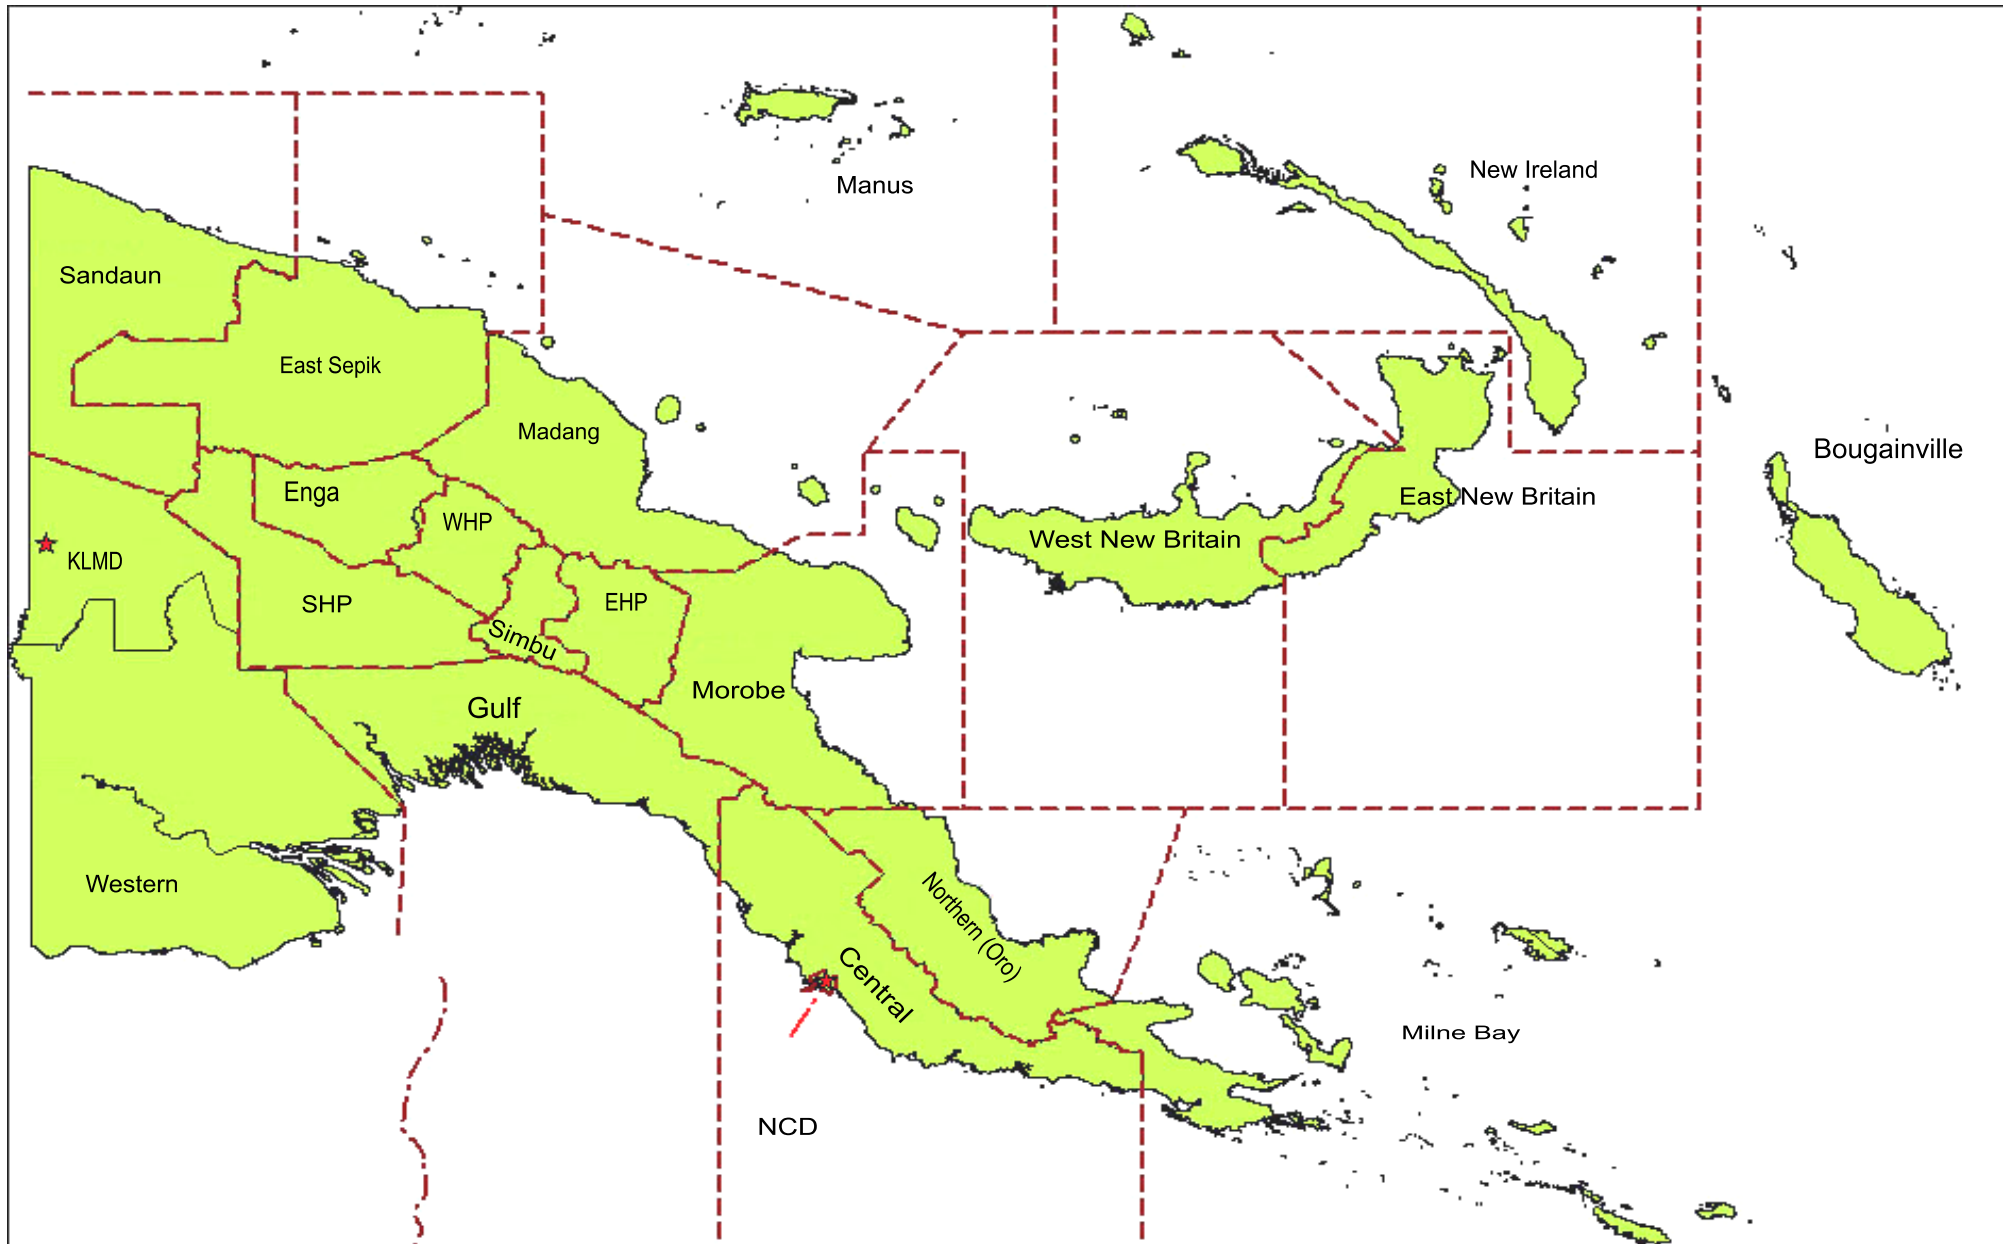 Manus
New Ireland
Sandaun
East Sepik
Madang
Bougainville
Enga
East New Britain
WHP
West New Britain
KLMD
SHP
EHP
Simbu
Morobe
Gulf
Western
Northern (Oro)
Central
Milne Bay
NCD